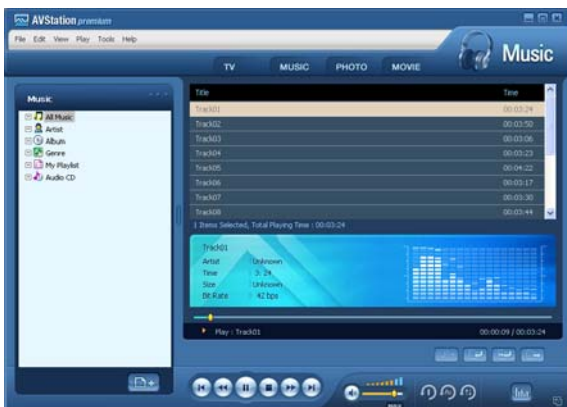 AVStation premium
File Edit View Play Tools Help
TV MUSIC PHOTO MOVIE
Music
Music
All Music
Artist
Album
Genre
My Playlist
Audio CD
Title Time
Track01 00:03:24
Track02 00:03:50
Track03 00:03:06
Track04 00:03:23
Track05 00:04:22
Track06 00:03:17
Track07 00:03:30
Track08 00:03:44
1 Items Selected, Total Playing Time : 00:03:24
Track01
Artist : Unknown
Time : 3: 24
Size : Unknown
Bit Rate : 42 bps
Play : Track01 00:00:09 / 00:03:24